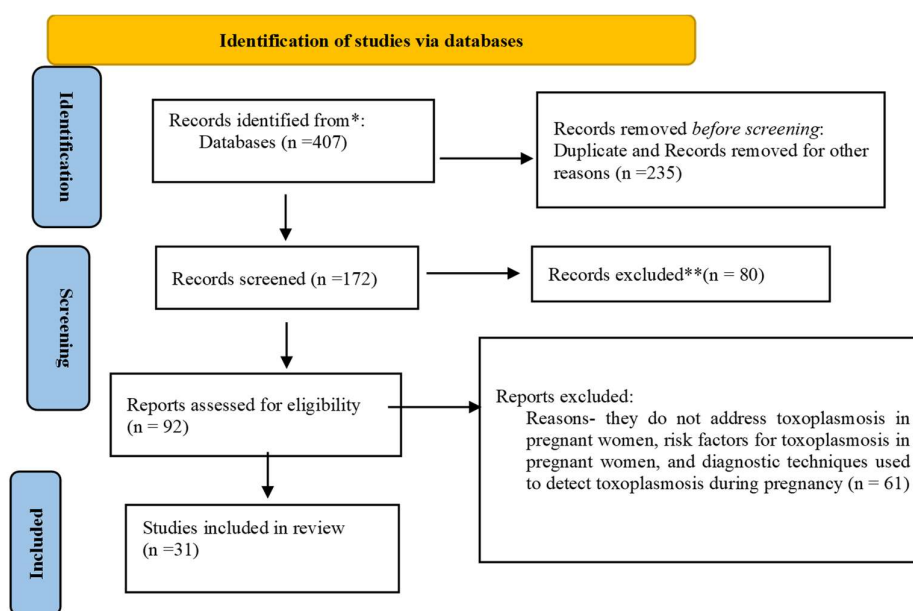 Identification of studies via databases
Identification
Records identified from*:
Databases (n =407)
Records removed before screening:
Duplicate and Records removed for other
reasons (n =235)
Screening
Records screened (n =172)
Records excluded**(n = 80)
Reports assessed for eligibility
(n = 92)
Reports excluded:
Reasons- they do not address toxoplasmosis in
pregnant women, risk factors for toxoplasmosis in
pregnant women, and diagnostic techniques used
to detect toxoplasmosis during pregnancy (n = 61)
Included
Studies included in review
(n =31)